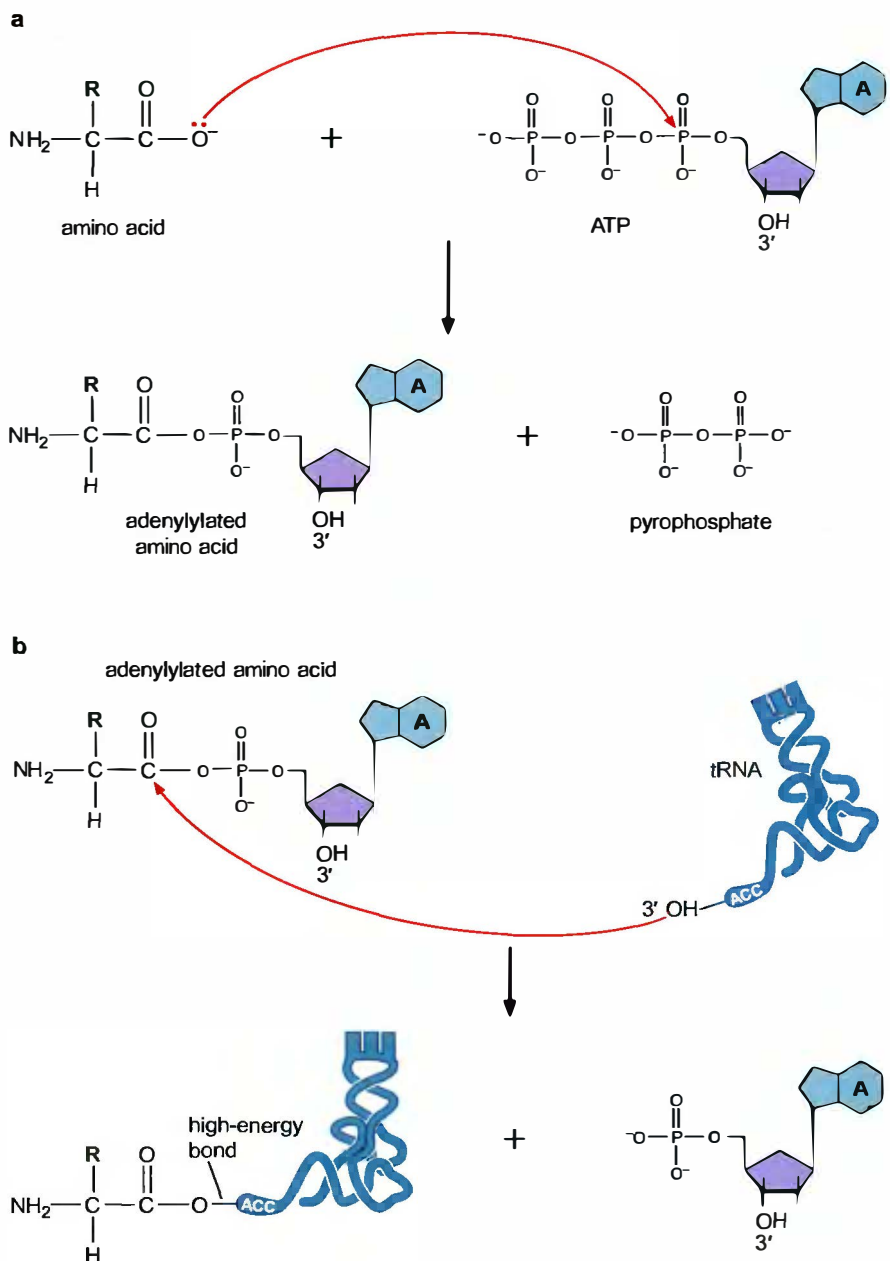 a
R O
NH₂—C—C—O⁻
H
amino acid
+
O O O
⁻O—P—O—P—O—P—O
O⁻ O⁻ O⁻
A
OH
3′
ATP
R O O
NH₂—C—C—O—P—O
H O⁻
A
OH
3′
adenylylated
amino acid
+
O O
⁻O—P—O—P—O⁻
O⁻ O⁻
pyrophosphate
b
adenylylated amino acid
R O O
NH₂—C—C—O—P—O
H O⁻
A
OH
3′
tRNA
3′ OH
ACC
high-energy
bond
R O
NH₂—C—C—O
H
ACC
+
O
⁻O—P—O
O⁻
A
OH
3′